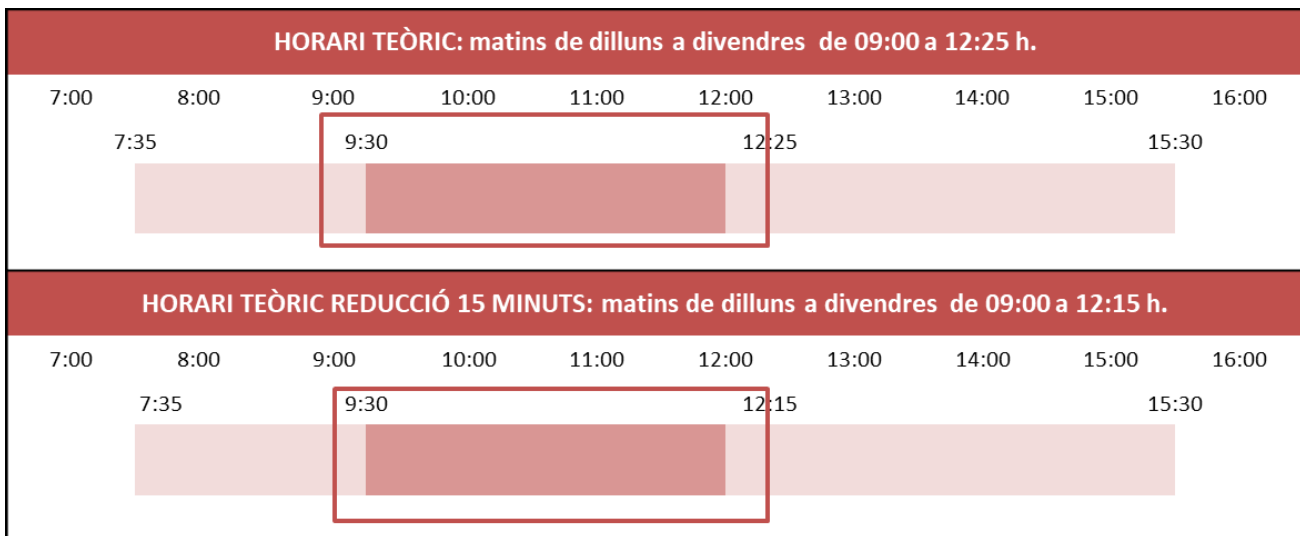 HORARI TEÒRIC: matins de dilluns a divendres de 09:00 a 12:25 h.
7:00 8:00 9:00 10:00 11:00 12:00 13:00 14:00 15:00 16:00
7:35 9:30 12:25 15:30
HORARI TEÒRIC REDUCCIÓ 15 MINUTS: matins de dilluns a divendres de 09:00 a 12:15 h.
7:00 8:00 9:00 10:00 11:00 12:00 13:00 14:00 15:00 16:00
7:35 9:30 12:15 15:30